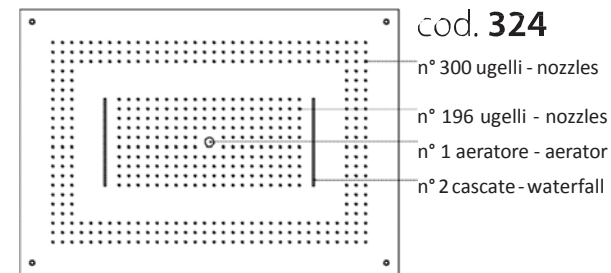 cod. 324
n° 300 ugelli - nozzles
n° 196 ugelli - nozzles
n° 1 aeratore - aerator
n° 2 cascate - waterfall